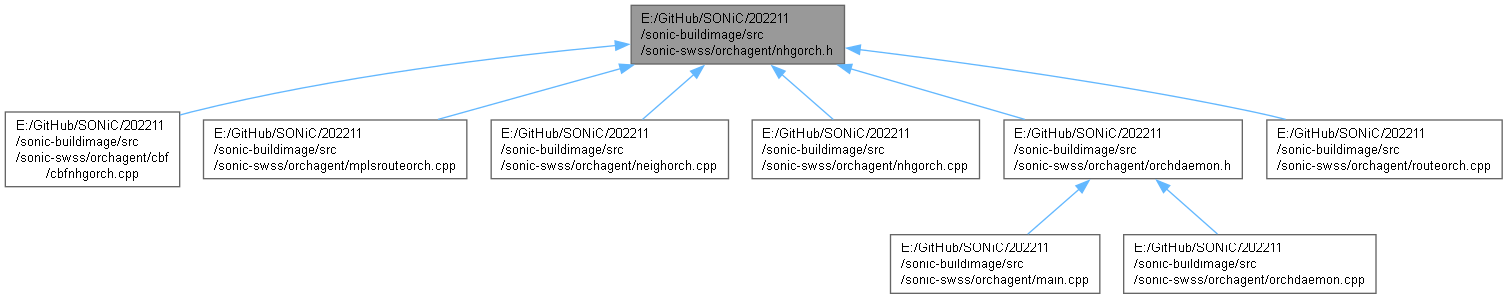 E:/GitHub/SONiC/202211
/sonic-buildimage/src
/sonic-swss/orchagent/nhgorch.h
E:/GitHub/SONiC/202211
/sonic-buildimage/src
/sonic-swss/orchagent/cbf
/cbfnhgorch.cpp
E:/GitHub/SONiC/202211
/sonic-buildimage/src
/sonic-swss/orchagent/mplsrouteorch.cpp
E:/GitHub/SONiC/202211
/sonic-buildimage/src
/sonic-swss/orchagent/neighorch.cpp
E:/GitHub/SONiC/202211
/sonic-buildimage/src
/sonic-swss/orchagent/nhgorch.cpp
E:/GitHub/SONiC/202211
/sonic-buildimage/src
/sonic-swss/orchagent/orchdaemon.h
E:/GitHub/SONiC/202211
/sonic-buildimage/src
/sonic-swss/orchagent/routeorch.cpp
E:/GitHub/SONiC/202211
/sonic-buildimage/src
/sonic-swss/orchagent/main.cpp
E:/GitHub/SONiC/202211
/sonic-buildimage/src
/sonic-swss/orchagent/orchdaemon.cpp